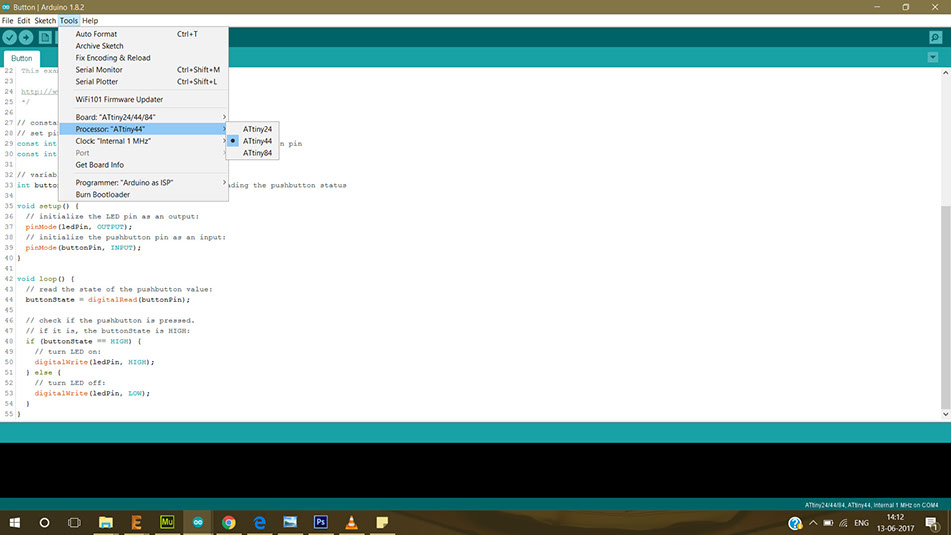 Button | Arduino 1.8.2
File Edit Sketch Tools Help
Button
Auto Format Ctrl+T
Archive Sketch
Fix Encoding & Reload
Serial Monitor Ctrl+Shift+M
Serial Plotter Ctrl+Shift+L
WiFi101 Firmware Updater
Board: "ATtiny24/44/84"
Processor: "ATtiny44"
Clock: "Internal 1 MHz"
Port
Get Board Info
Programmer: "Arduino as ISP"
Burn Bootloader
ATtiny24
ATtiny44
ATtiny84
22 This exa
23
24 http://w
25 */
26
27 // consta
28 // set pi
29 const int n pin
30 const int
31
32 // variab
33 int button ading the pushbutton status
34
35 void setup() {
36 // initialize the LED pin as an output:
37 pinMode(ledPin, OUTPUT);
38 // initialize the pushbutton pin as an input:
39 pinMode(buttonPin, INPUT);
40 }
41
42 void loop() {
43 // read the state of the pushbutton value:
44 buttonState = digitalRead(buttonPin);
45
46 // check if the pushbutton is pressed.
47 // if it is, the buttonState is HIGH:
48 if (buttonState == HIGH) {
49 // turn LED on:
50 digitalWrite(ledPin, HIGH);
51 } else {
52 // turn LED off:
53 digitalWrite(ledPin, LOW);
54 }
55 }
ATtiny24/44/84, ATtiny44, Internal 1 MHz on COM4
Mu
Ps
ENG
14:12
13-06-2017
1